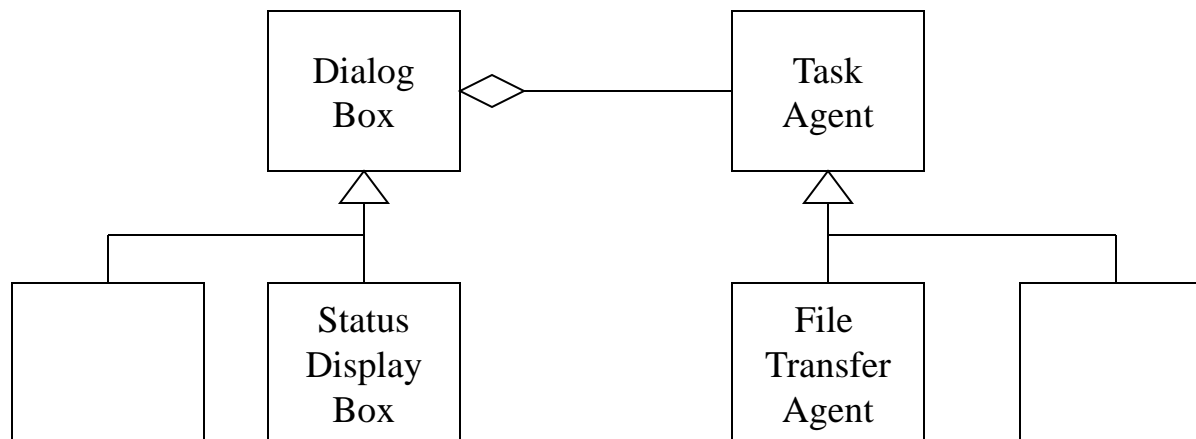 Dialog
Box
Task
Agent
Status
Display
Box
File
Transfer
Agent